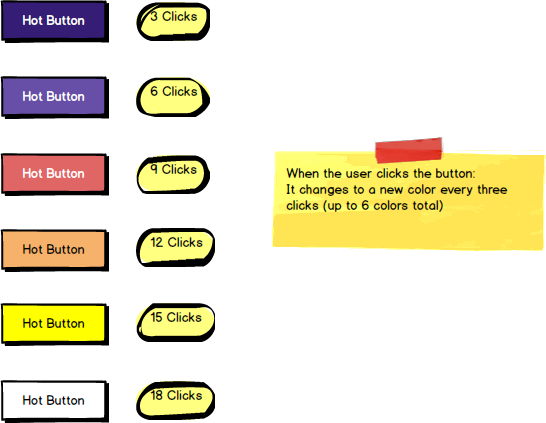 Hot Button
3 Clicks
Hot Button
6 Clicks
Hot Button
9 Clicks
Hot Button
12 Clicks
Hot Button
15 Clicks
Hot Button
18 Clicks
When the user clicks the button:
It changes to a new color every three
clicks (up to 6 colors total)